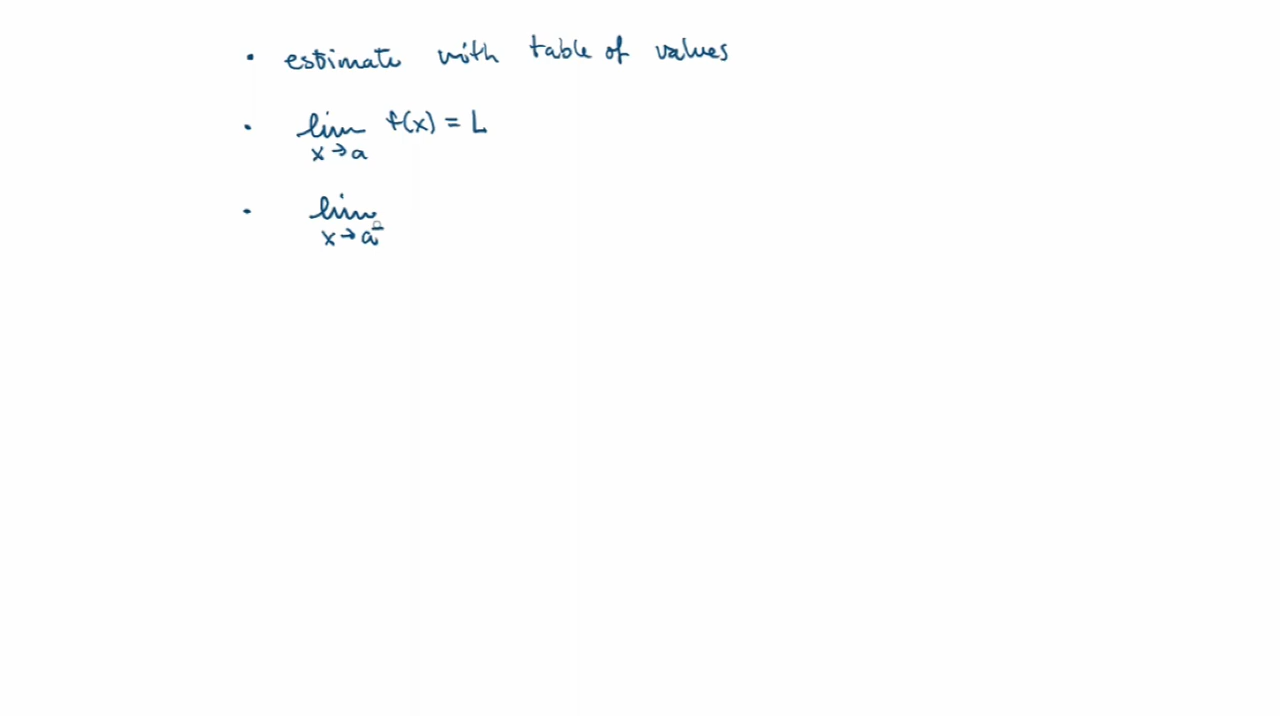 • estimate with table of values
• lim f(x) = L
x→a
• lim
x→a⁻